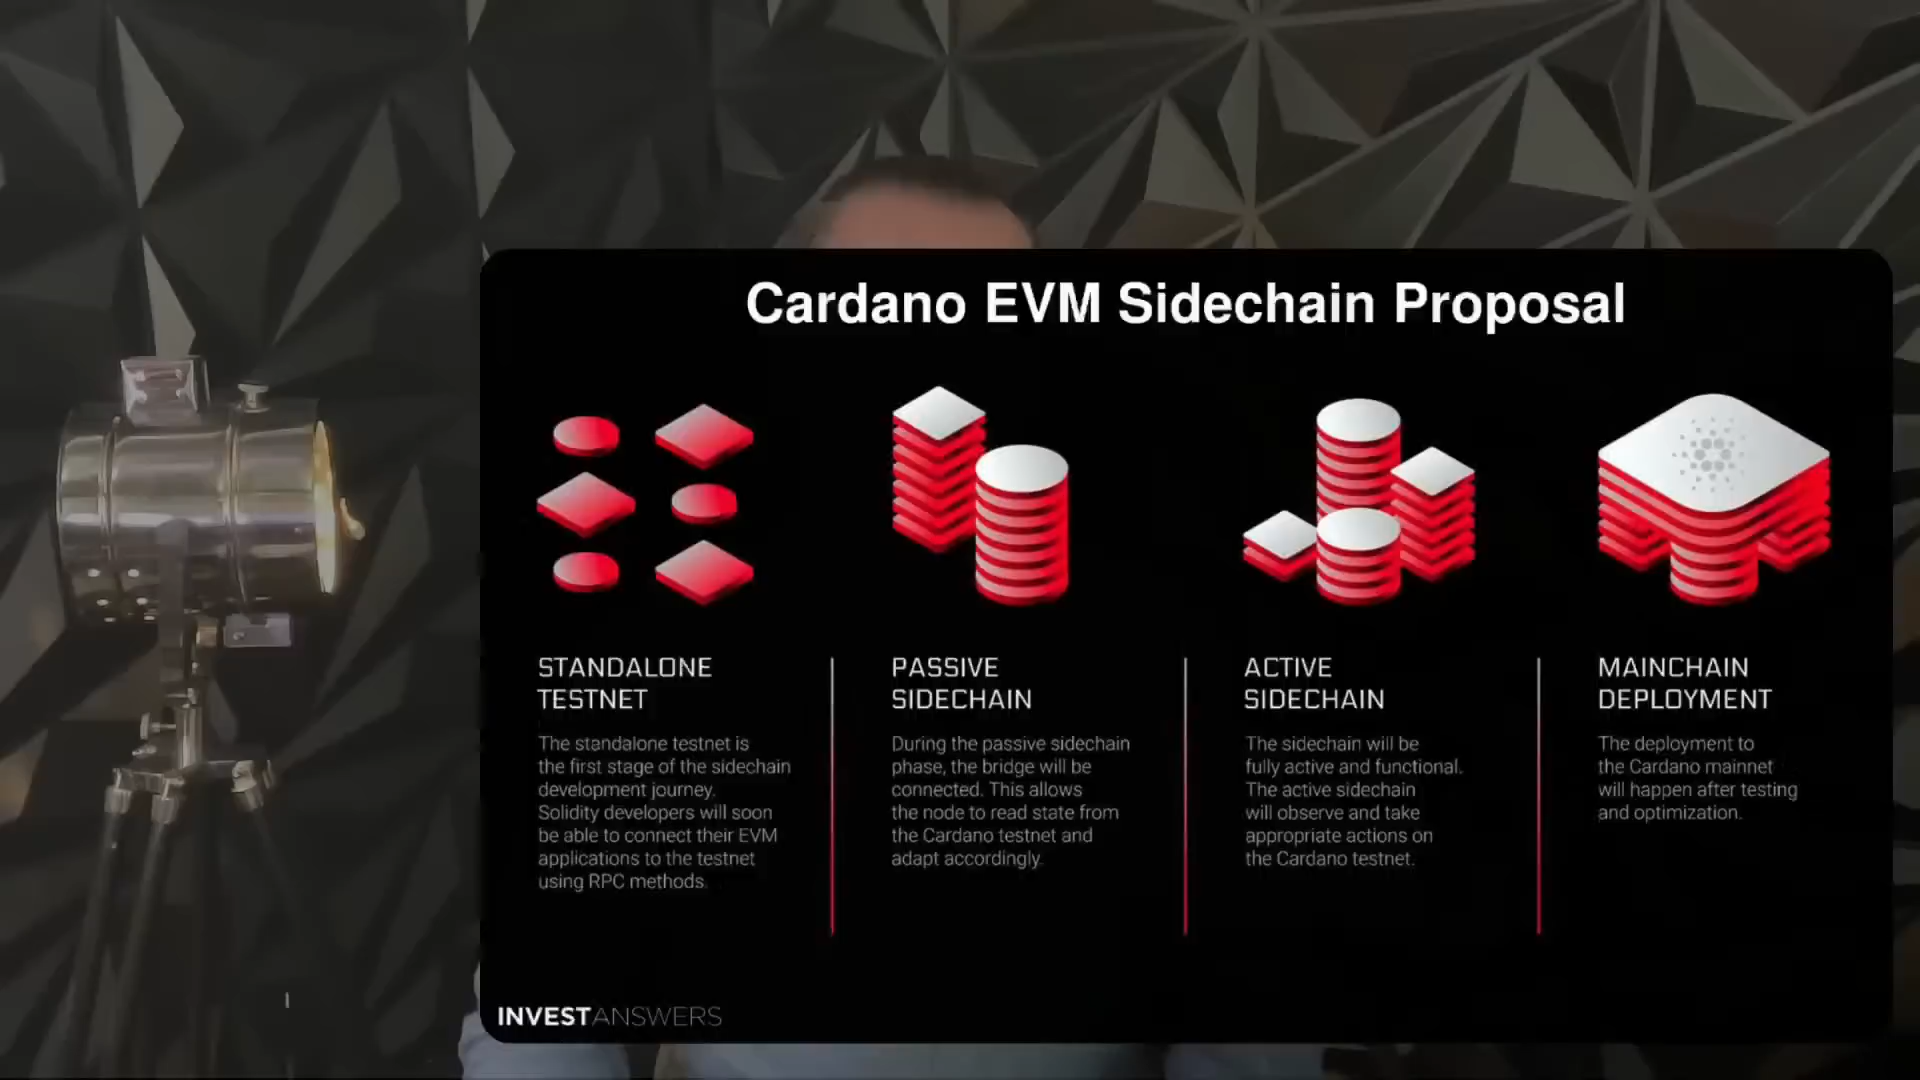 Cardano EVM Sidechain Proposal
STANDALONE
TESTNET
The standalone testnet is
the first stage of the sidechain
development journey.
Solidity developers will soon
be able to connect their EVM
applications to the testnet
using RPC methods.
PASSIVE
SIDECHAIN
During the passive sidechain
phase, the bridge will be
connected. This allows
the node to read state from
the Cardano testnet and
adapt accordingly.
ACTIVE
SIDECHAIN
The sidechain will be
fully active and functional.
The active sidechain
will observe and take
appropriate actions on
the Cardano testnet.
MAINCHAIN
DEPLOYMENT
The deployment to
the Cardano mainnet
will happen after testing
and optimization.
INVESTANSWERS